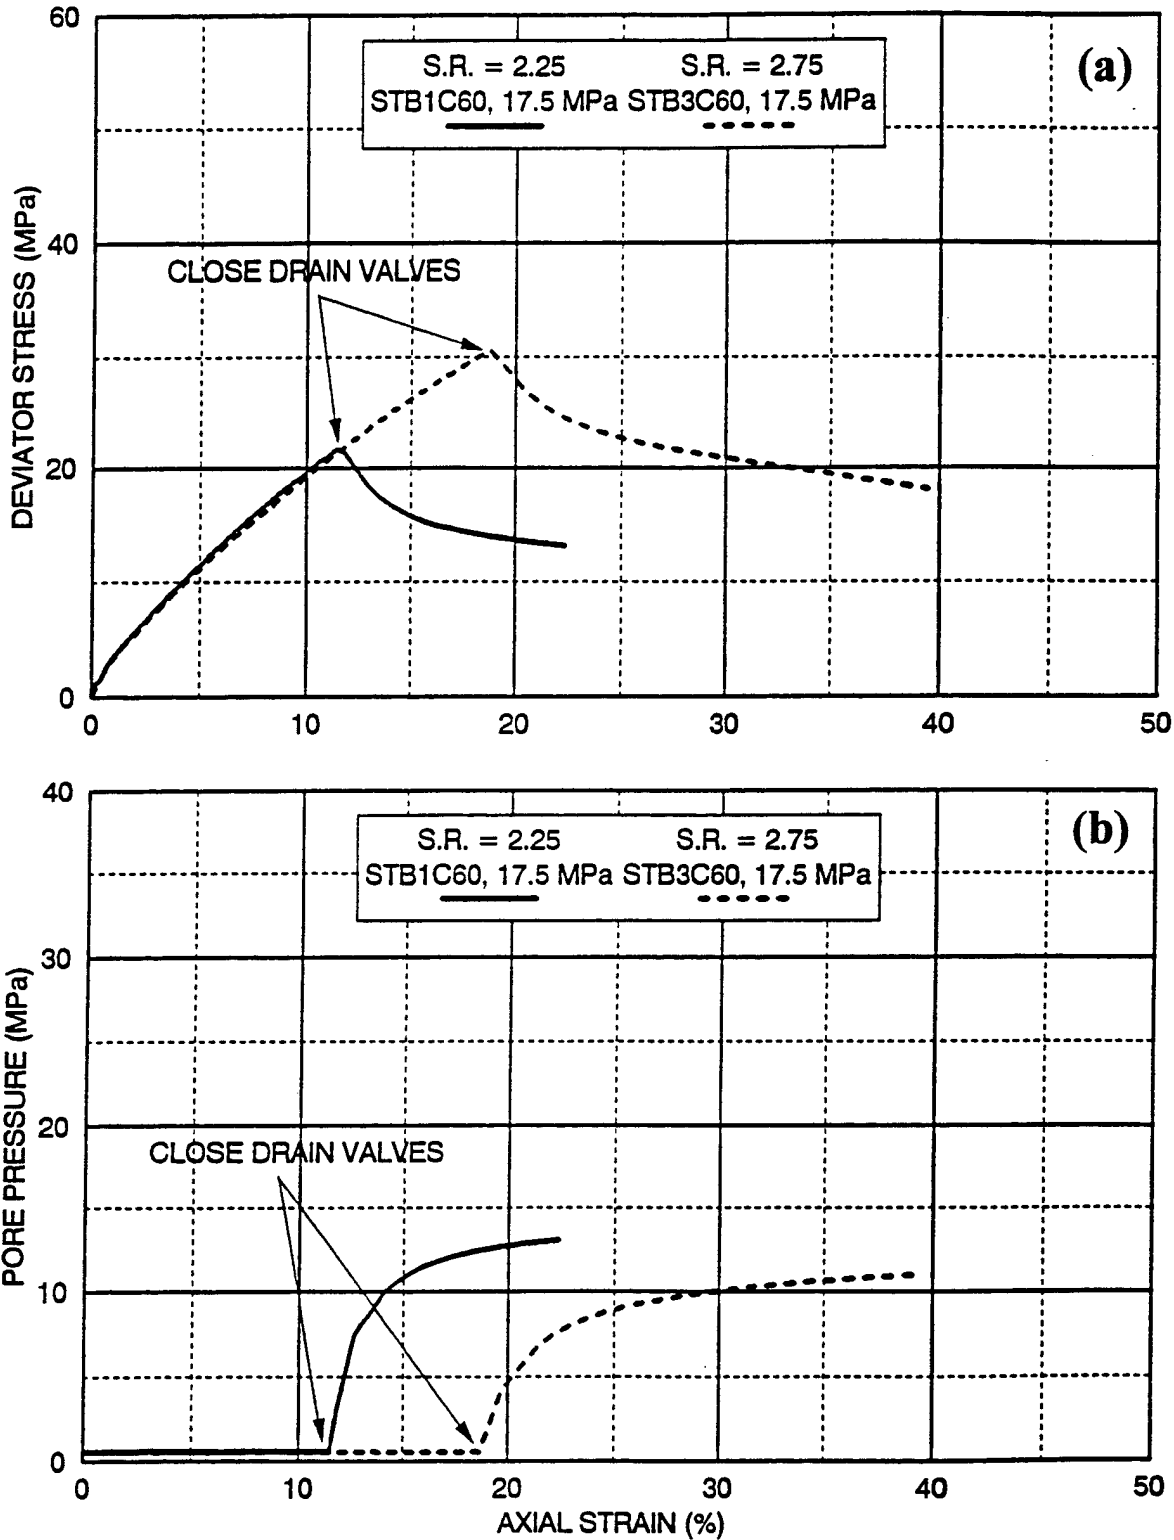 60
(a)
S.R. = 2.25 S.R. = 2.75
STB1C60, 17.5 MPa STB3C60, 17.5 MPa
40
CLOSE DRAIN VALVES
DEVIATOR STRESS (MPa)
20
0
0 10 20 30 40 50
40
(b)
S.R. = 2.25 S.R. = 2.75
STB1C60, 17.5 MPa STB3C60, 17.5 MPa
30
PORE PRESSURE (MPa)
20
CLOSE DRAIN VALVES
10
0
0 10 20 30 40 50
AXIAL STRAIN (%)